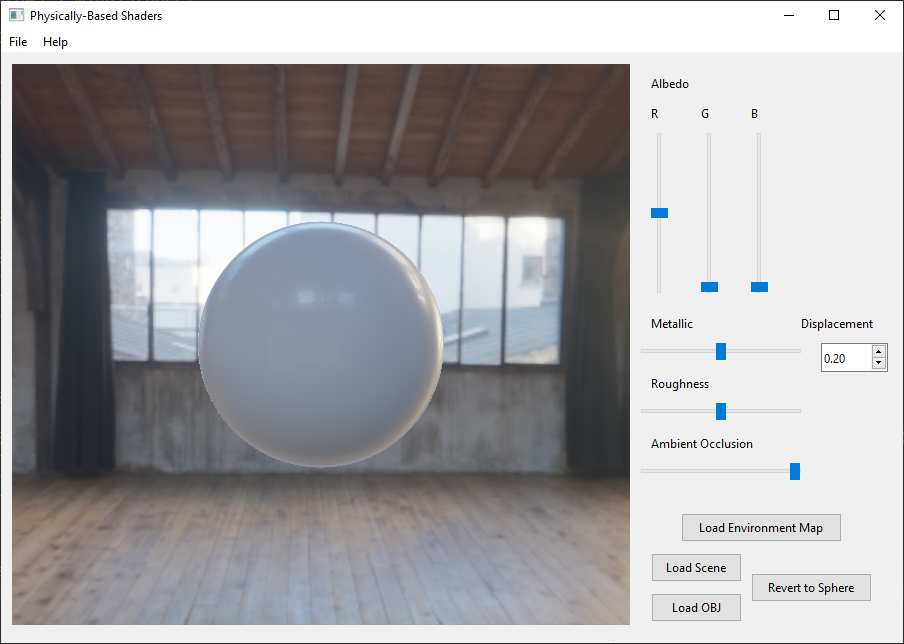 Physically-Based Shaders
File Help
Albedo
R G B
Metallic Displacement
0.20
Roughness
Ambient Occlusion
Load Environment Map
Load Scene
Revert to Sphere
Load OBJ